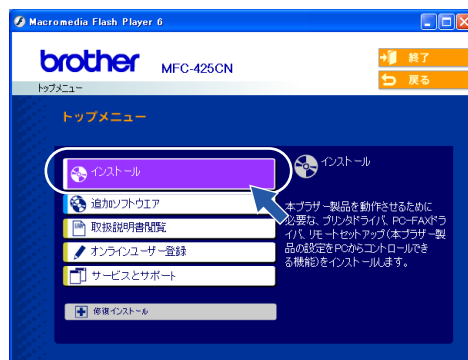 Macromedia Flash Player 6
brother
MFC-425CN
終了
戻る
トップメニュー
トップメニュー
インストール
追加ソフトウエア
取扱説明書閲覧
オンラインユーザー登録
サービスとサポート
修復インストール
インストール
本ブラザー製品を動作させるために
必要な、プリンタドライバ、PC-FAXドラ
イバ、リモートセットアップ(本ブラザー製
品の設定をPCからコントロールでき
る機能)をインストールします。